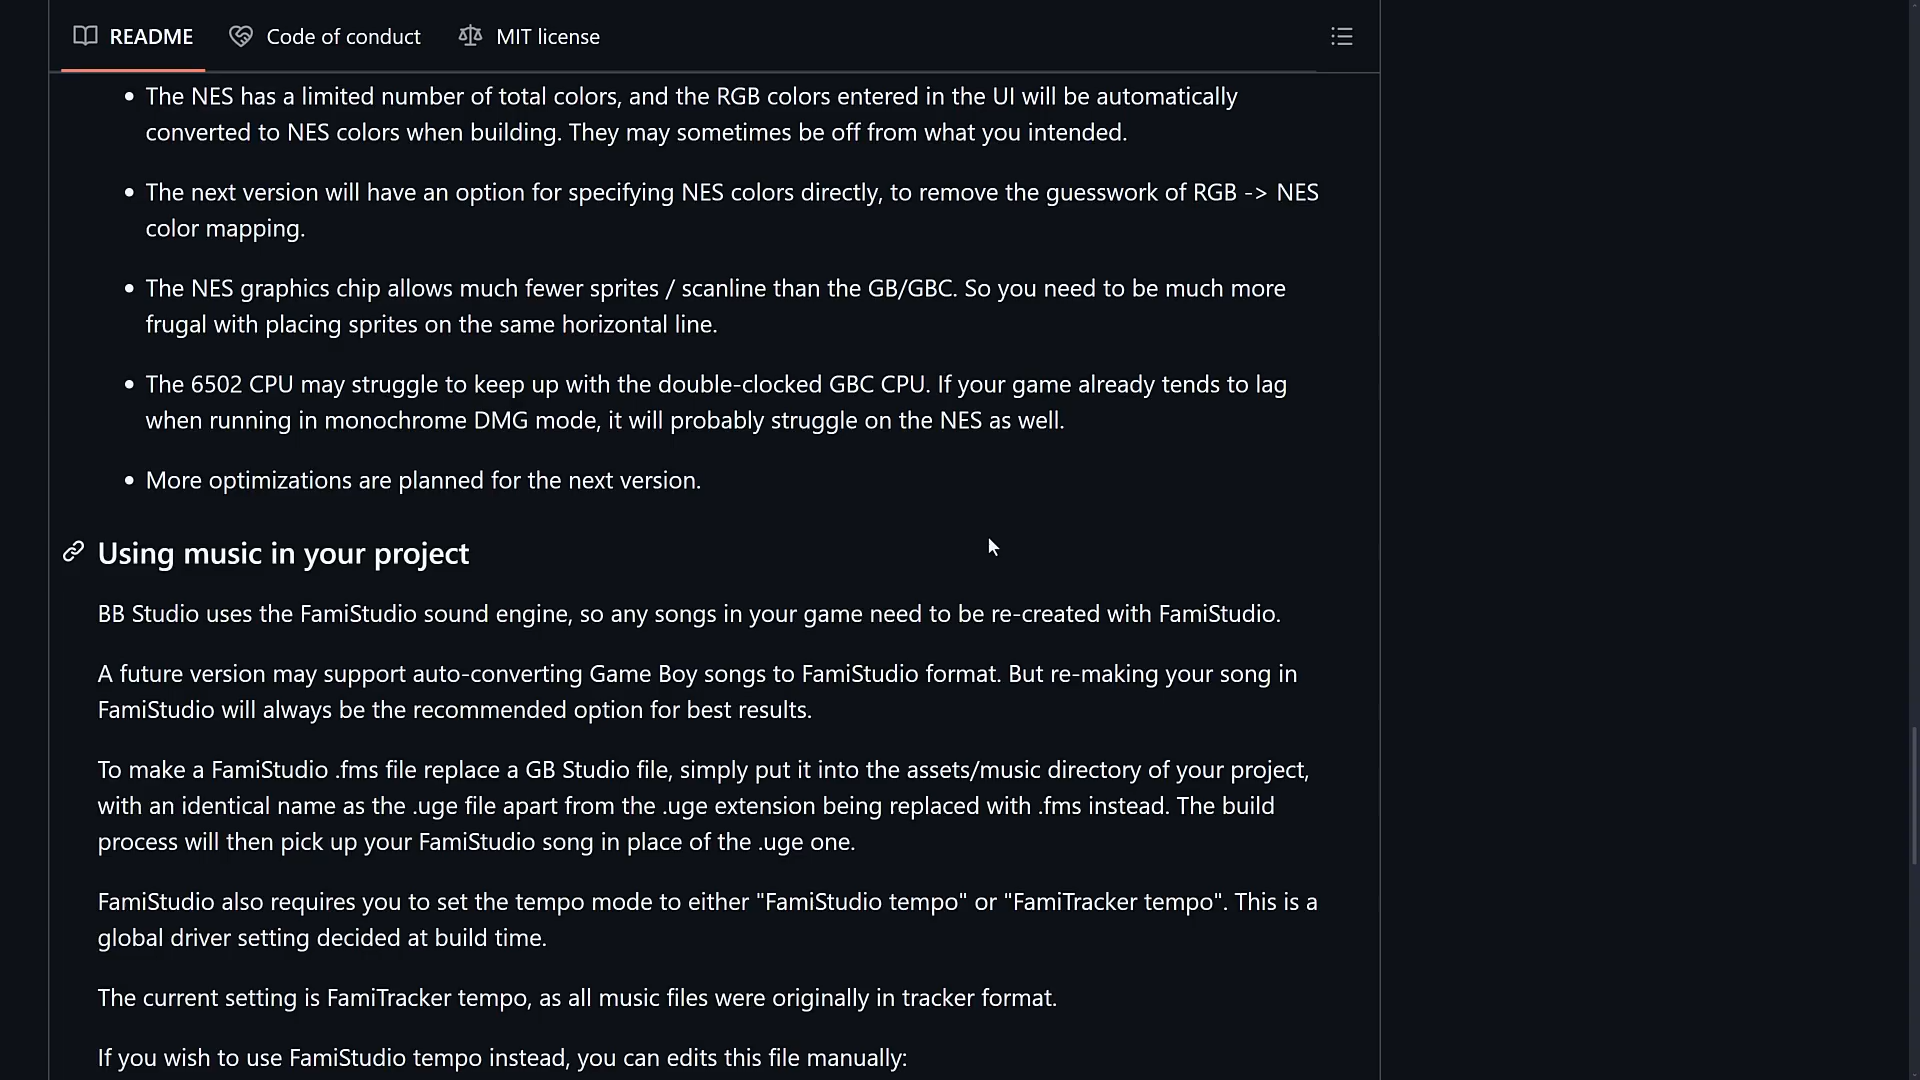 README Code of conduct MIT license
• The NES has a limited number of total colors, and the RGB colors entered in the UI will be automatically
converted to NES colors when building. They may sometimes be off from what you intended.
• The next version will have an option for specifying NES colors directly, to remove the guesswork of RGB -> NES
color mapping.
• The NES graphics chip allows much fewer sprites / scanline than the GB/GBC. So you need to be much more
frugal with placing sprites on the same horizontal line.
• The 6502 CPU may struggle to keep up with the double-clocked GBC CPU. If your game already tends to lag
when running in monochrome DMG mode, it will probably struggle on the NES as well.
• More optimizations are planned for the next version.
Using music in your project
BB Studio uses the FamiStudio sound engine, so any songs in your game need to be re-created with FamiStudio.
A future version may support auto-converting Game Boy songs to FamiStudio format. But re-making your song in
FamiStudio will always be the recommended option for best results.
To make a FamiStudio .fms file replace a GB Studio file, simply put it into the assets/music directory of your project,
with an identical name as the .uge file apart from the .uge extension being replaced with .fms instead. The build
process will then pick up your FamiStudio song in place of the .uge one.
FamiStudio also requires you to set the tempo mode to either "FamiStudio tempo" or "FamiTracker tempo". This is a
global driver setting decided at build time.
The current setting is FamiTracker tempo, as all music files were originally in tracker format.
If you wish to use FamiStudio tempo instead, you can edits this file manually: